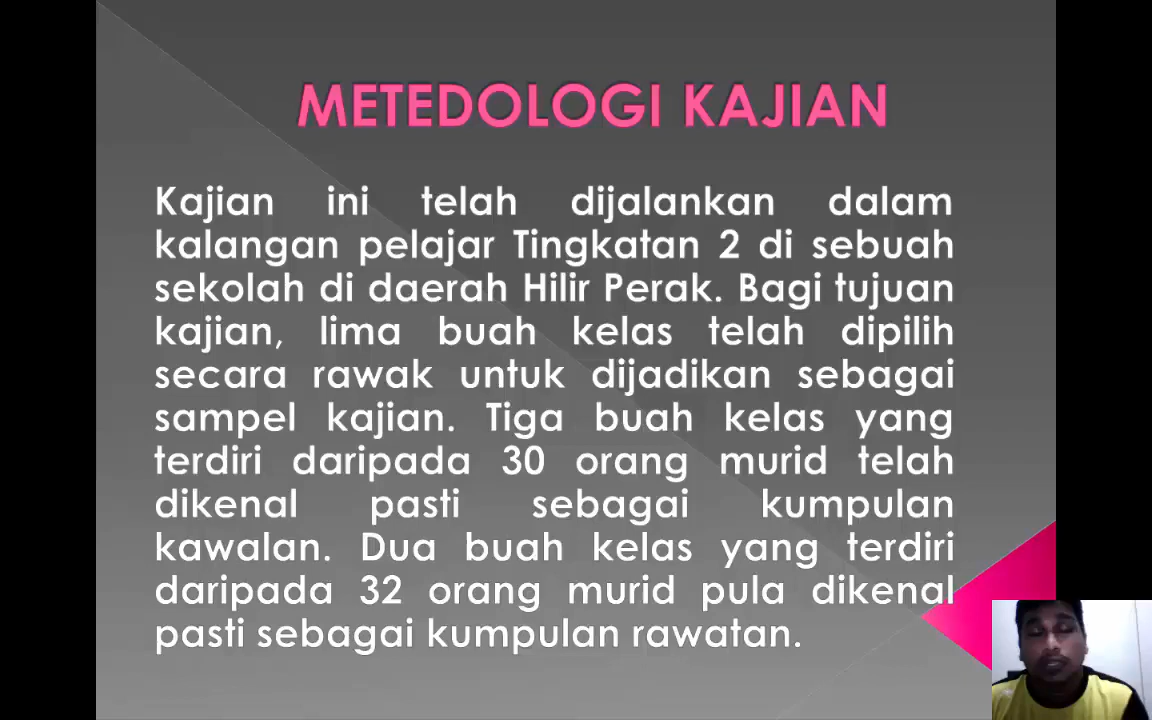 METEDOLOGI KAJIAN
Kajian ini telah dijalankan dalam
kalangan pelajar Tingkatan 2 di sebuah
sekolah di daerah Hilir Perak. Bagi tujuan
kajian, lima buah kelas telah dipilih
secara rawak untuk dijadikan sebagai
sampel kajian. Tiga buah kelas yang
terdiri daripada 30 orang murid telah
dikenal pasti sebagai kumpulan
kawalan. Dua buah kelas yang terdiri
daripada 32 orang murid pula dikenal
pasti sebagai kumpulan rawatan.